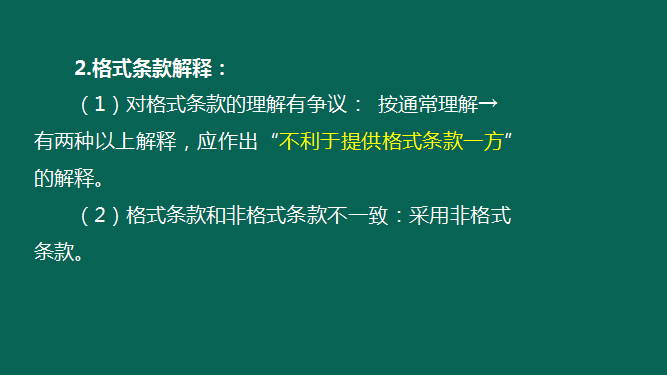 2.格式条款解释：
（1）对格式条款的理解有争议： 按通常理解→
有两种以上解释，应作出“不利于提供格式条款一方”
的解释。
（2）格式条款和非格式条款不一致：采用非格式
条款。